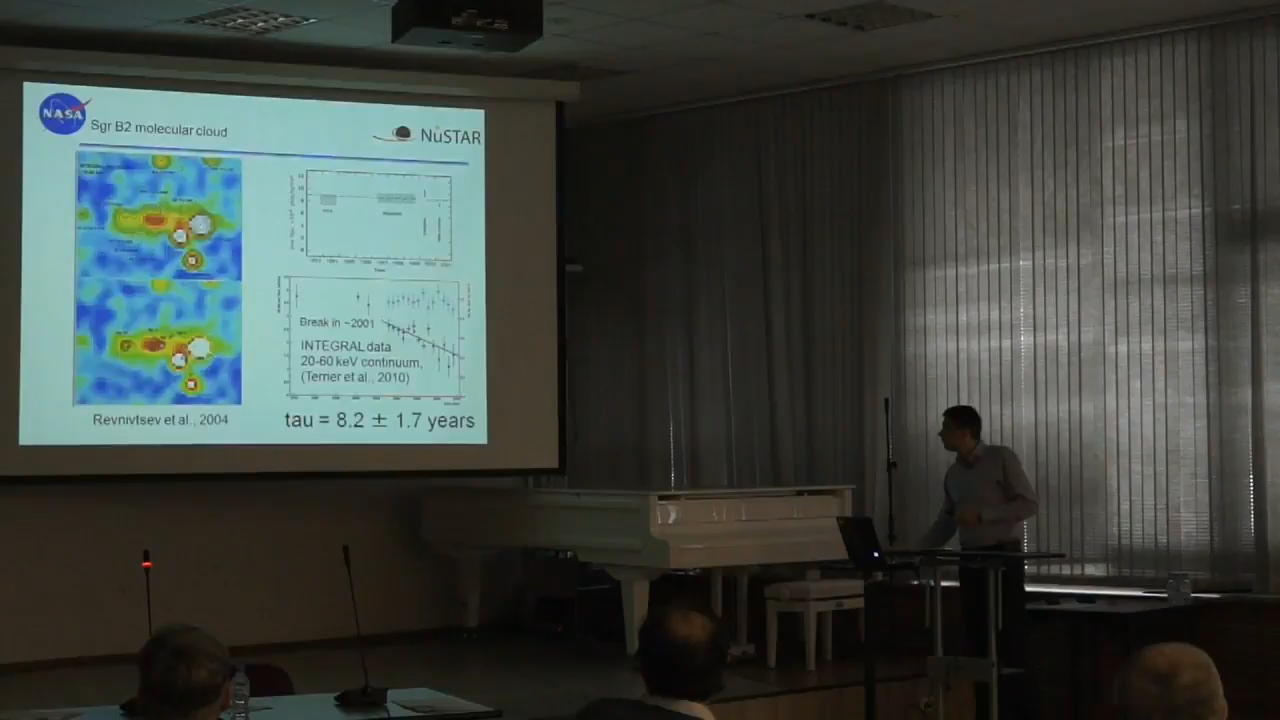 NASA
Sgr B2 molecular cloud
NuSTAR
Break in ~2001
INTEGRAL data
20-60 keV continuum,
(Terrier et al., 2010)
Revnivtsev et al., 2004
tau = 8.2 ± 1.7 years